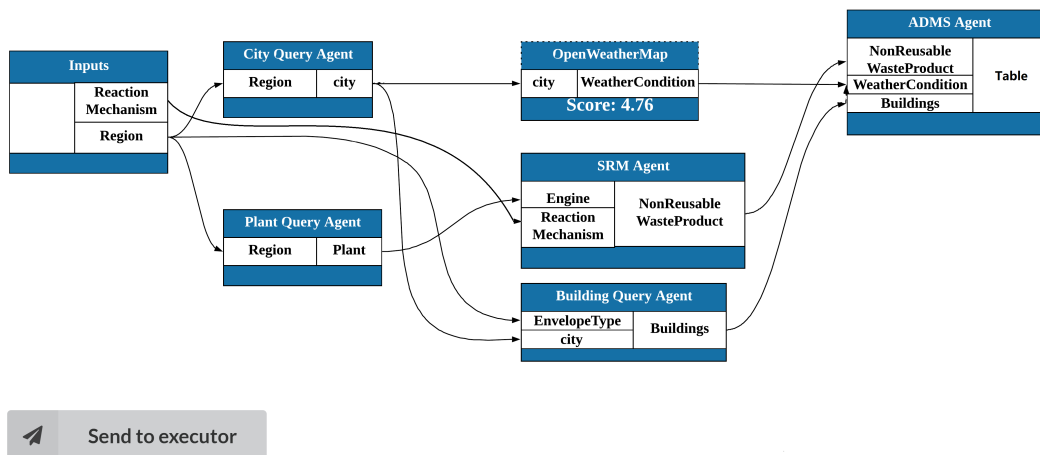 Inputs
Reaction
Mechanism
Region
City Query Agent
Region city
Plant Query Agent
Region Plant
OpenWeatherMap
city WeatherCondition
Score: 4.76
SRM Agent
Engine
Reaction
Mechanism
NonReusable
WasteProduct
Building Query Agent
EnvelopeType
city
Buildings
ADMS Agent
NonReusable
WasteProduct
WeatherCondition
Buildings
Table
Send to executor